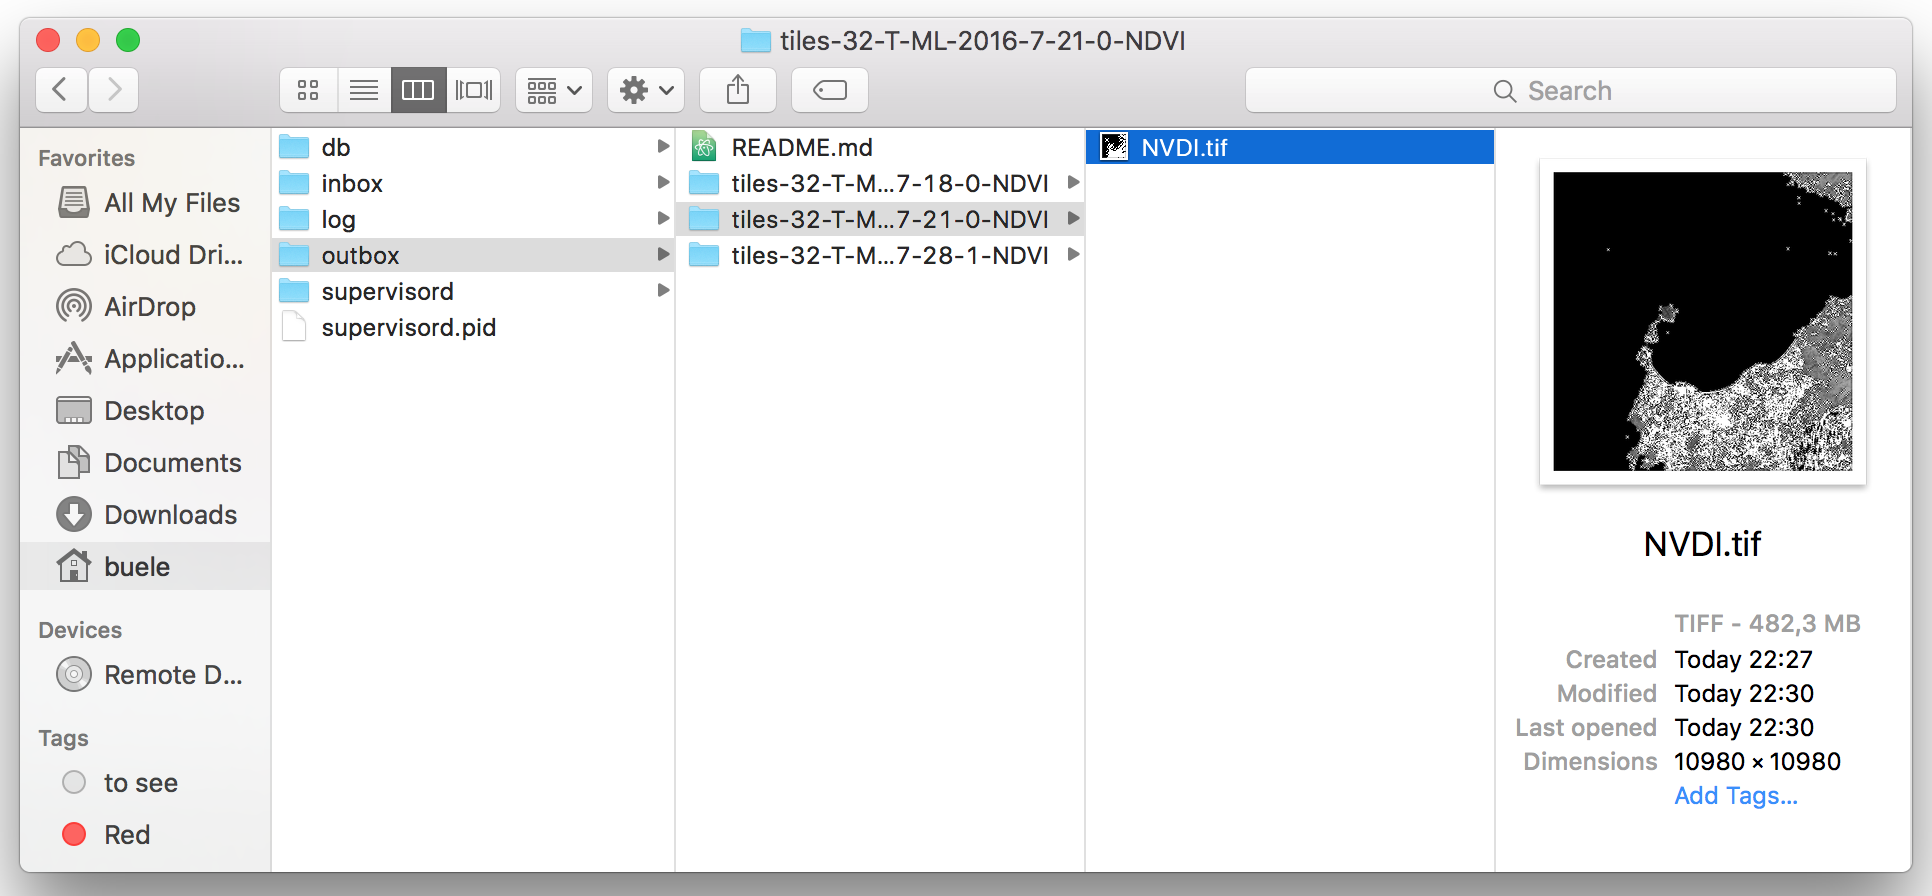 tiles-32-T-ML-2016-7-21-0-NDVI
Search
Favorites
All My Files
iCloud Dri...
AirDrop
Applicatio...
Desktop
Documents
Downloads
buele
Devices
Remote D...
Tags
to see
Red
db
inbox
log
outbox
supervisord
supervisord.pid
README.md
tiles-32-T-M...7-18-0-NDVI
tiles-32-T-M...7-21-0-NDVI
tiles-32-T-M...7-28-1-NDVI
NVDI.tif
NVDI.tif
TIFF - 482,3 MB
Created Today 22:27
Modified Today 22:30
Last opened Today 22:30
Dimensions 10980 × 10980
Add Tags...